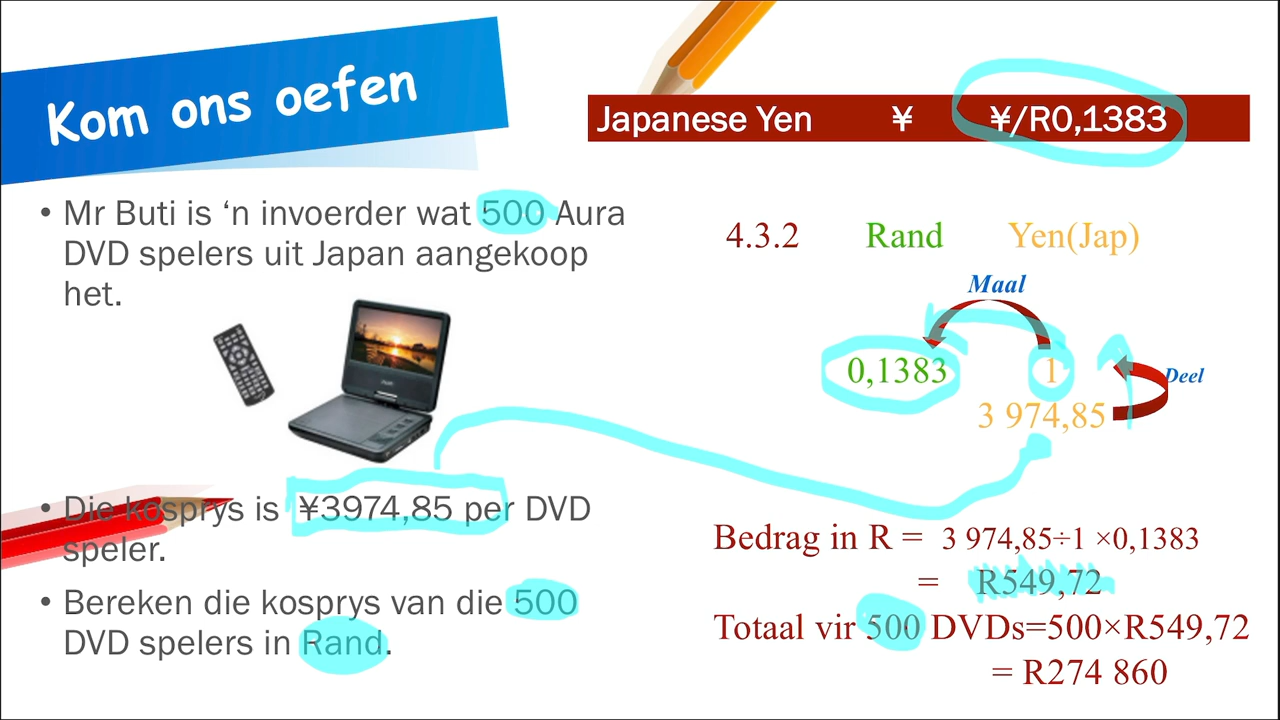 Kom ons oefen
Japanese Yen ¥ ¥/R0,1383
• Mr Buti is ‘n invoerder wat 500 Aura
DVD spelers uit Japan aangekoop
het.
• Die kosprys is ¥3974,85 per DVD
speler.
• Bereken die kosprys van die 500
DVD spelers in Rand.
4.3.2 Rand Yen(Jap)
Maal
0,1383 1
Deel
3 974,85
Bedrag in R = 3 974,85÷1 ×0,1383
= R549,72
Totaal vir 500 DVDs=500×R549,72
= R274 860